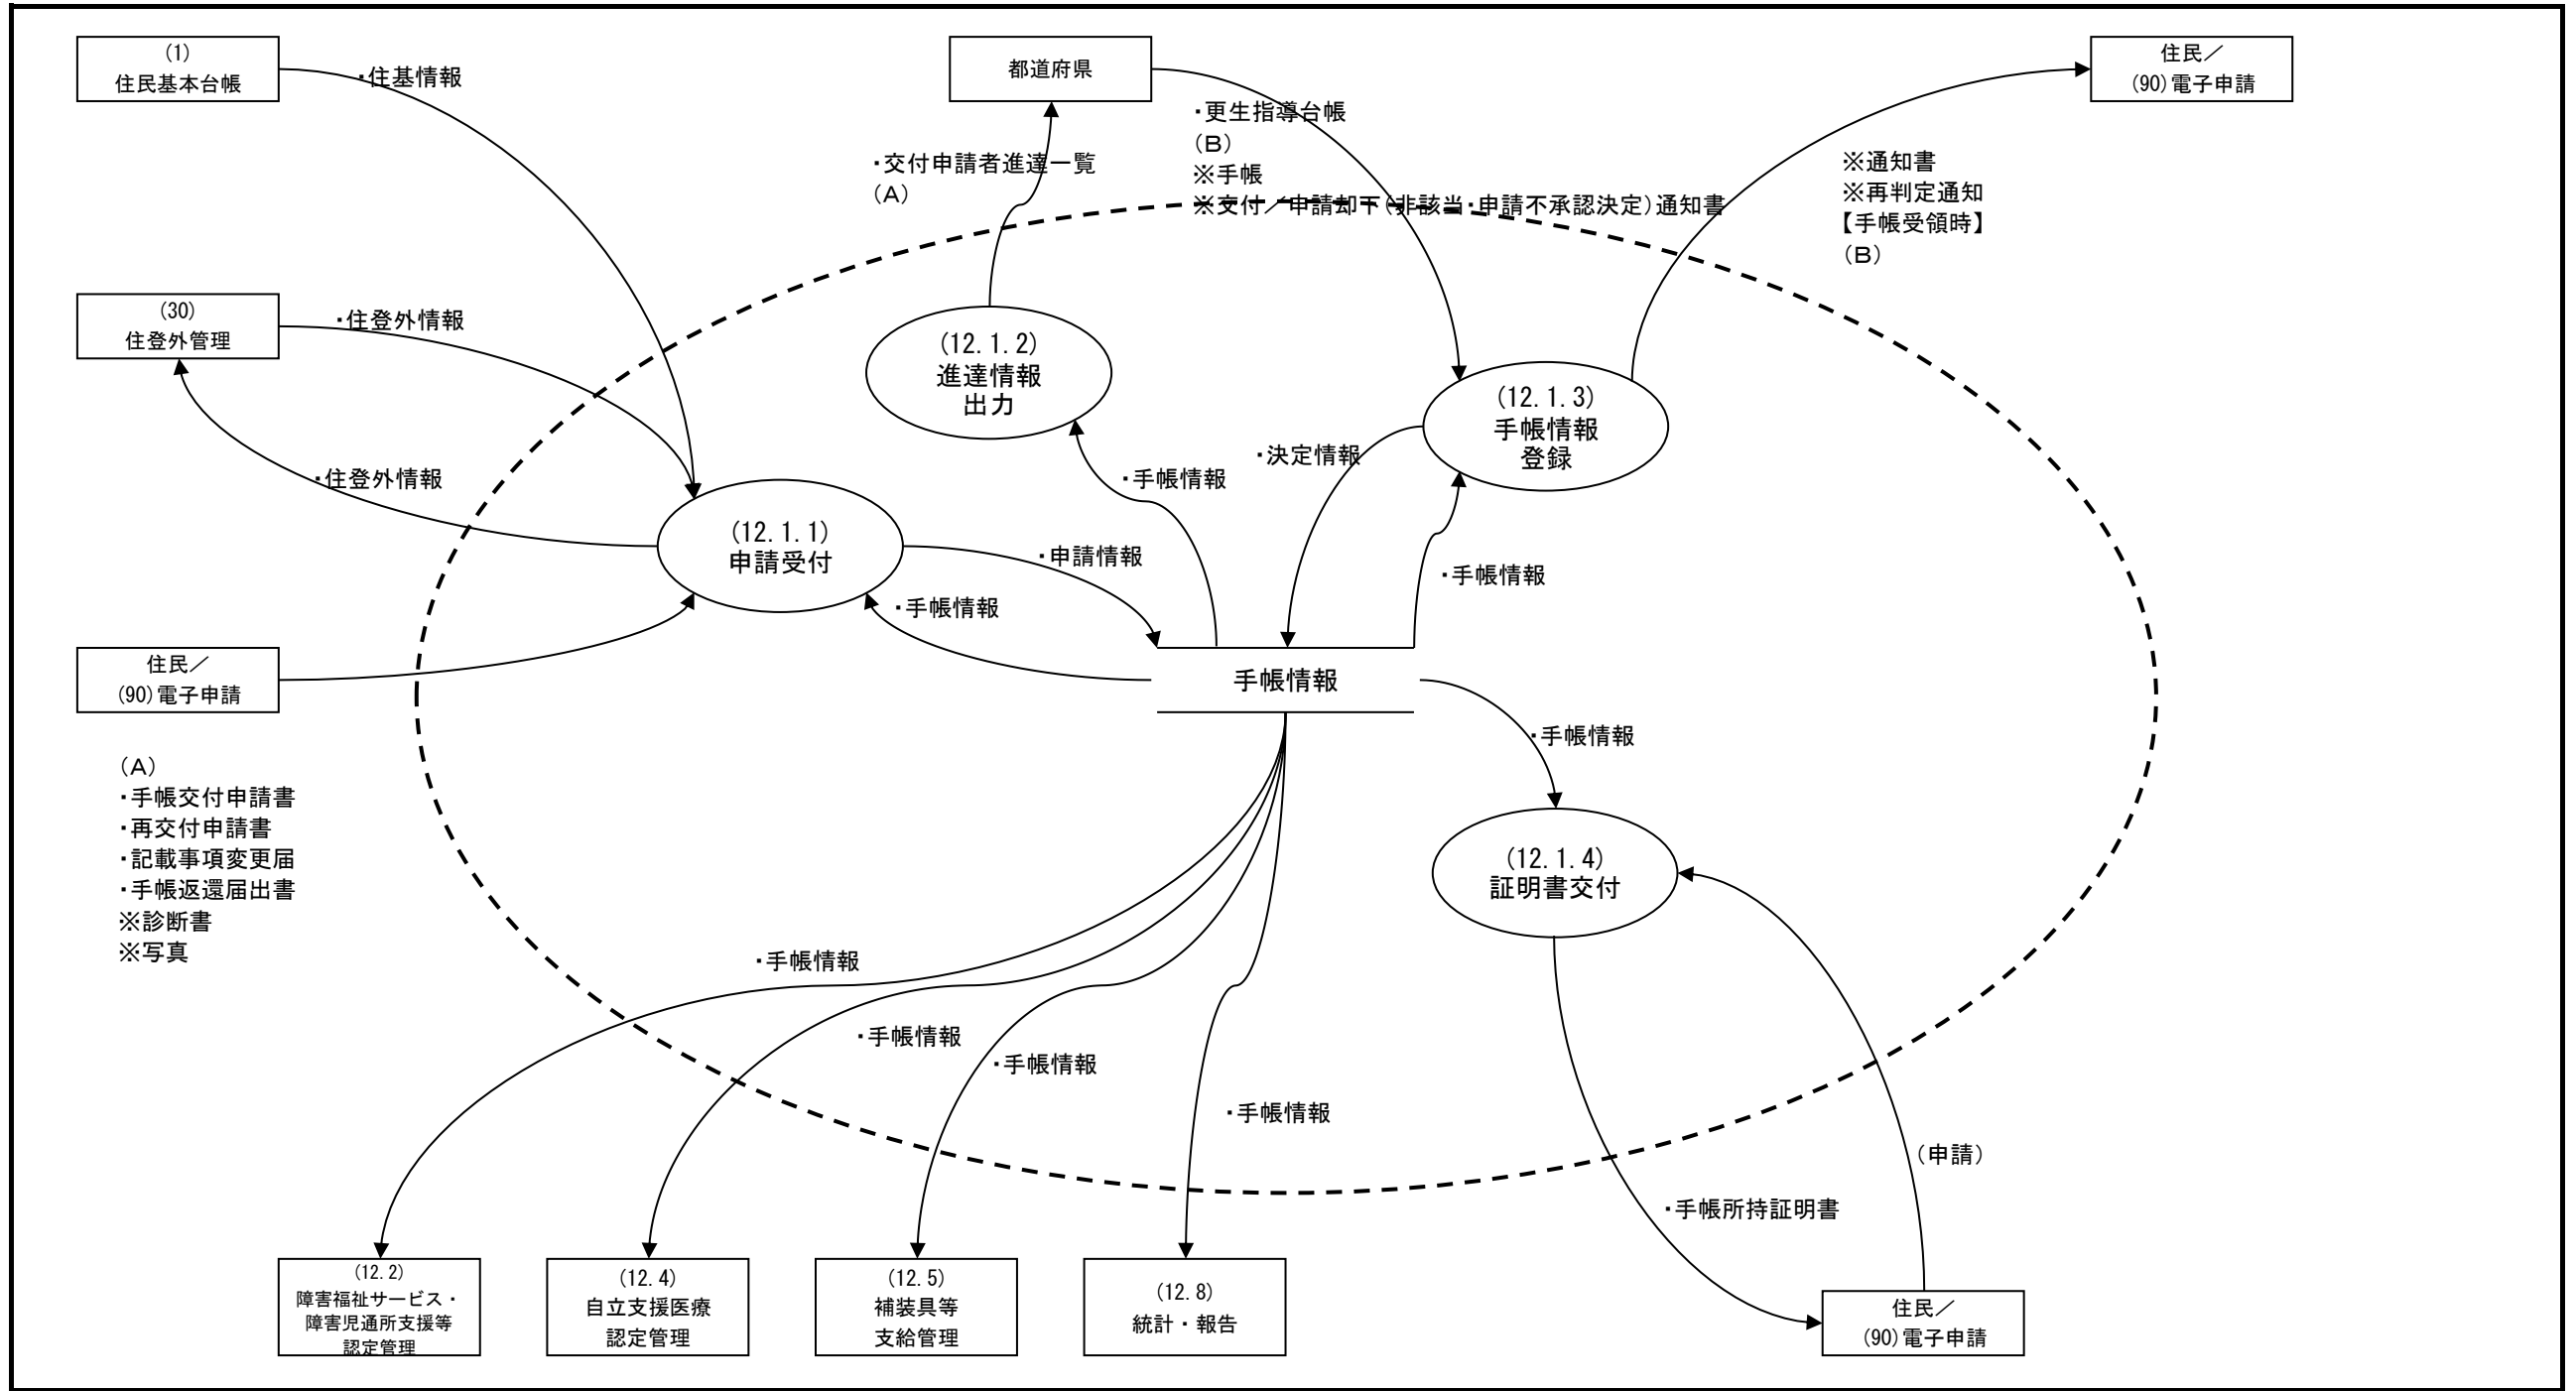 (1)
住民基本台帳
・住基情報
都道府県
住民／
(90)電子申請
・更生指導台帳
(B)
※手帳
※交付／申請却下(非該当・申請不承認決定)通知書
・交付申請者進達一覧
(A)
※通知書
※再判定通知
【手帳受領時】
(B)
(30)
住登外管理
・住登外情報
・住登外情報
(12.1.2)
進達情報
出力
(12.1.3)
手帳情報
登録
・決定情報
・手帳情報
(12.1.1)
申請受付
・申請情報
・手帳情報
・手帳情報
住民／
(90)電子申請
手帳情報
・手帳情報
(A)
・手帳交付申請書
・再交付申請書
・記載事項変更届
・手帳返還届出書
※診断書
※写真
(12.1.4)
証明書交付
・手帳情報
・手帳情報
・手帳情報
・手帳情報
(申請)
・手帳所持証明書
(12.2)
障害福祉サービス・
障害児通所支援等
認定管理
(12.4)
自立支援医療
認定管理
(12.5)
補装具等
支給管理
(12.8)
統計・報告
住民／
(90)電子申請